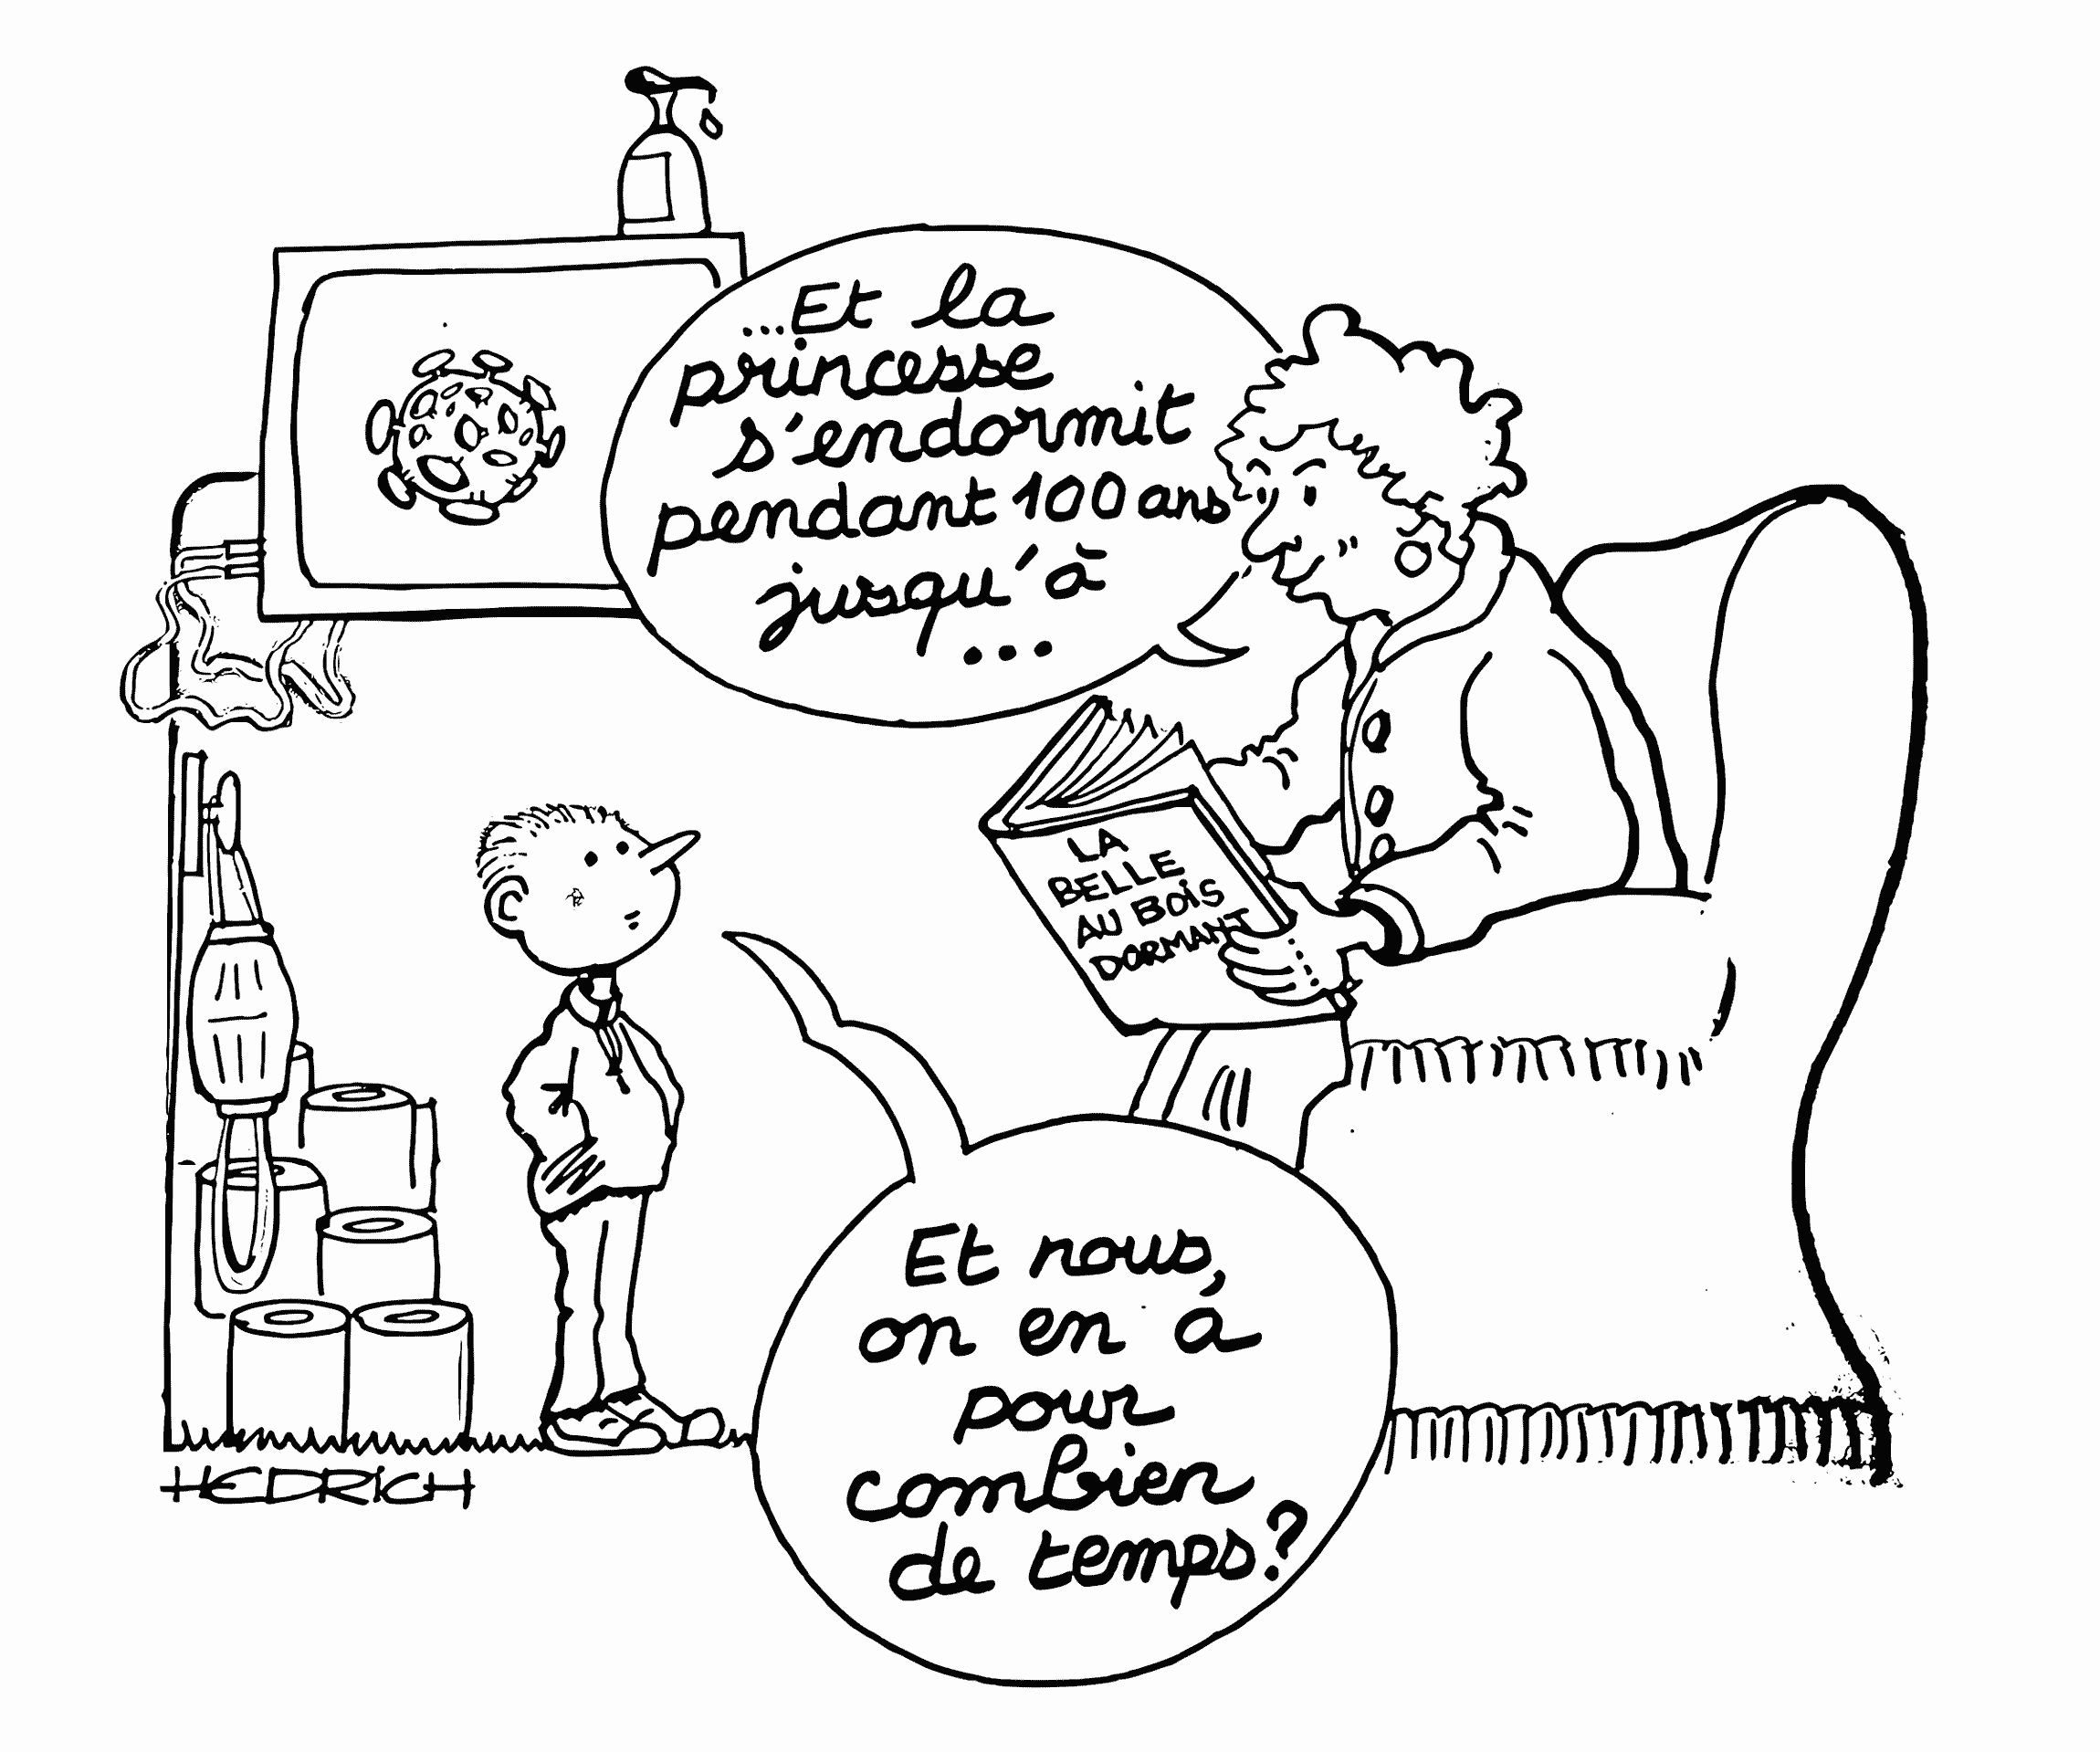 ...Et la
princesse
s'endormit
pendant 100 ans
jusqu'à
...
LA
BELLE
AU BOIS
DORMANT
Et nous,
on en a
pour
combien
de temps?
HEDRICH